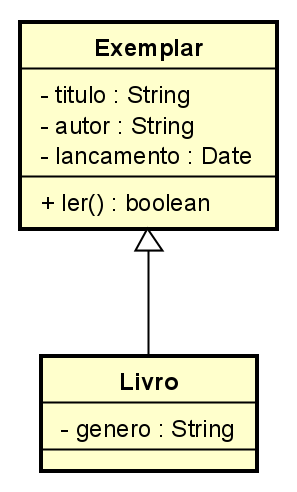 Exemplar
- titulo : String
- autor : String
- lancamento : Date
+ ler() : boolean
Livro
- genero : String